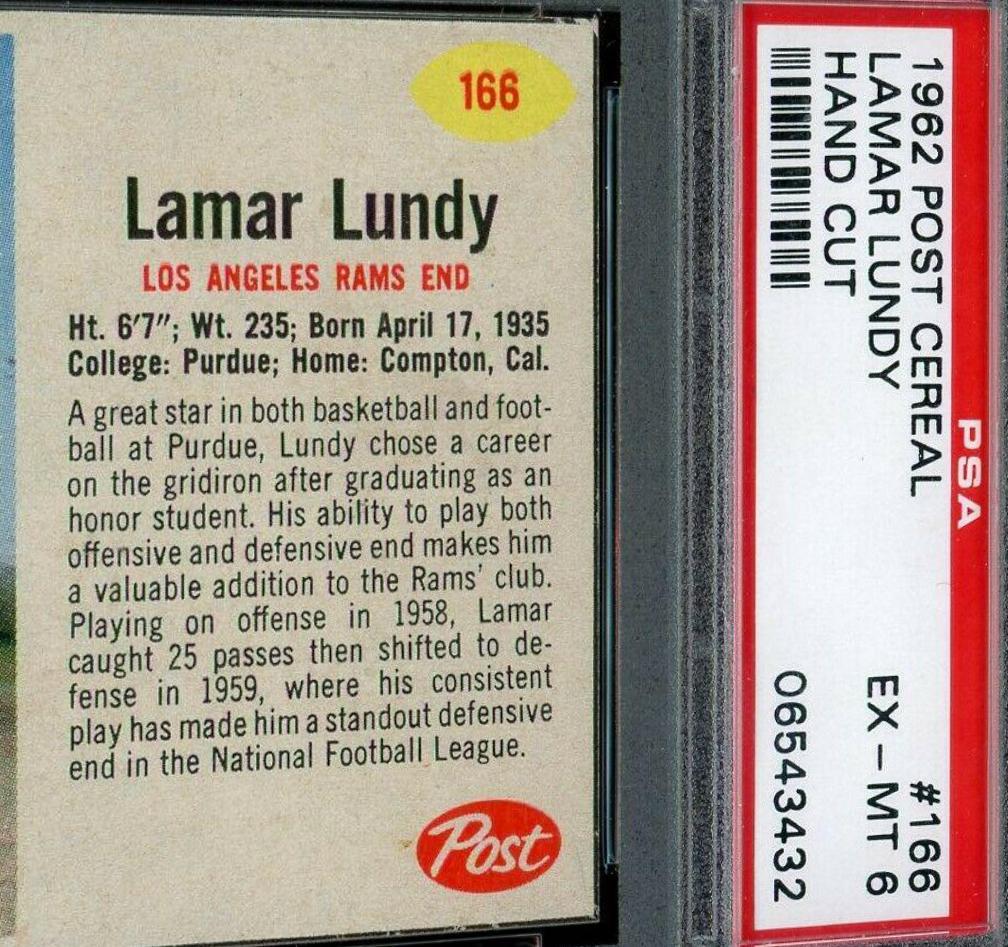 166
Lamar Lundy
LOS ANGELES RAMS END
Ht. 6'7"; Wt. 235; Born April 17, 1935
College: Purdue; Home: Compton, Cal.
A great star in both basketball and foot-
ball at Purdue, Lundy chose a career
on the gridiron after graduating as an
honor student. His ability to play both
offensive and defensive end makes him
a valuable addition to the Rams' club.
Playing on offense in 1958, Lamar
caught 25 passes then shifted to de-
fense in 1959, where his consistent
play has made him a standout defensive
end in the National Football League.
Post
PSA
1962 POST CEREAL #166
LAMAR LUNDY EX-MT 6
HAND CUT
06543432